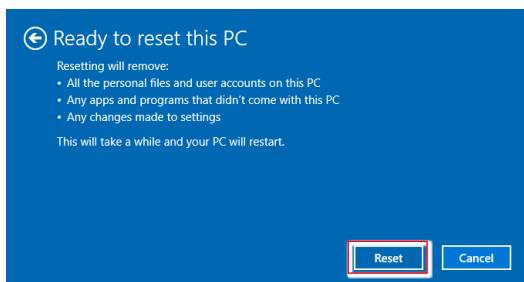 Ready to reset this PC
Resetting will remove:
• All the personal files and user accounts on this PC
• Any apps and programs that didn't come with this PC
• Any changes made to settings
This will take a while and your PC will restart.
Reset
Cancel